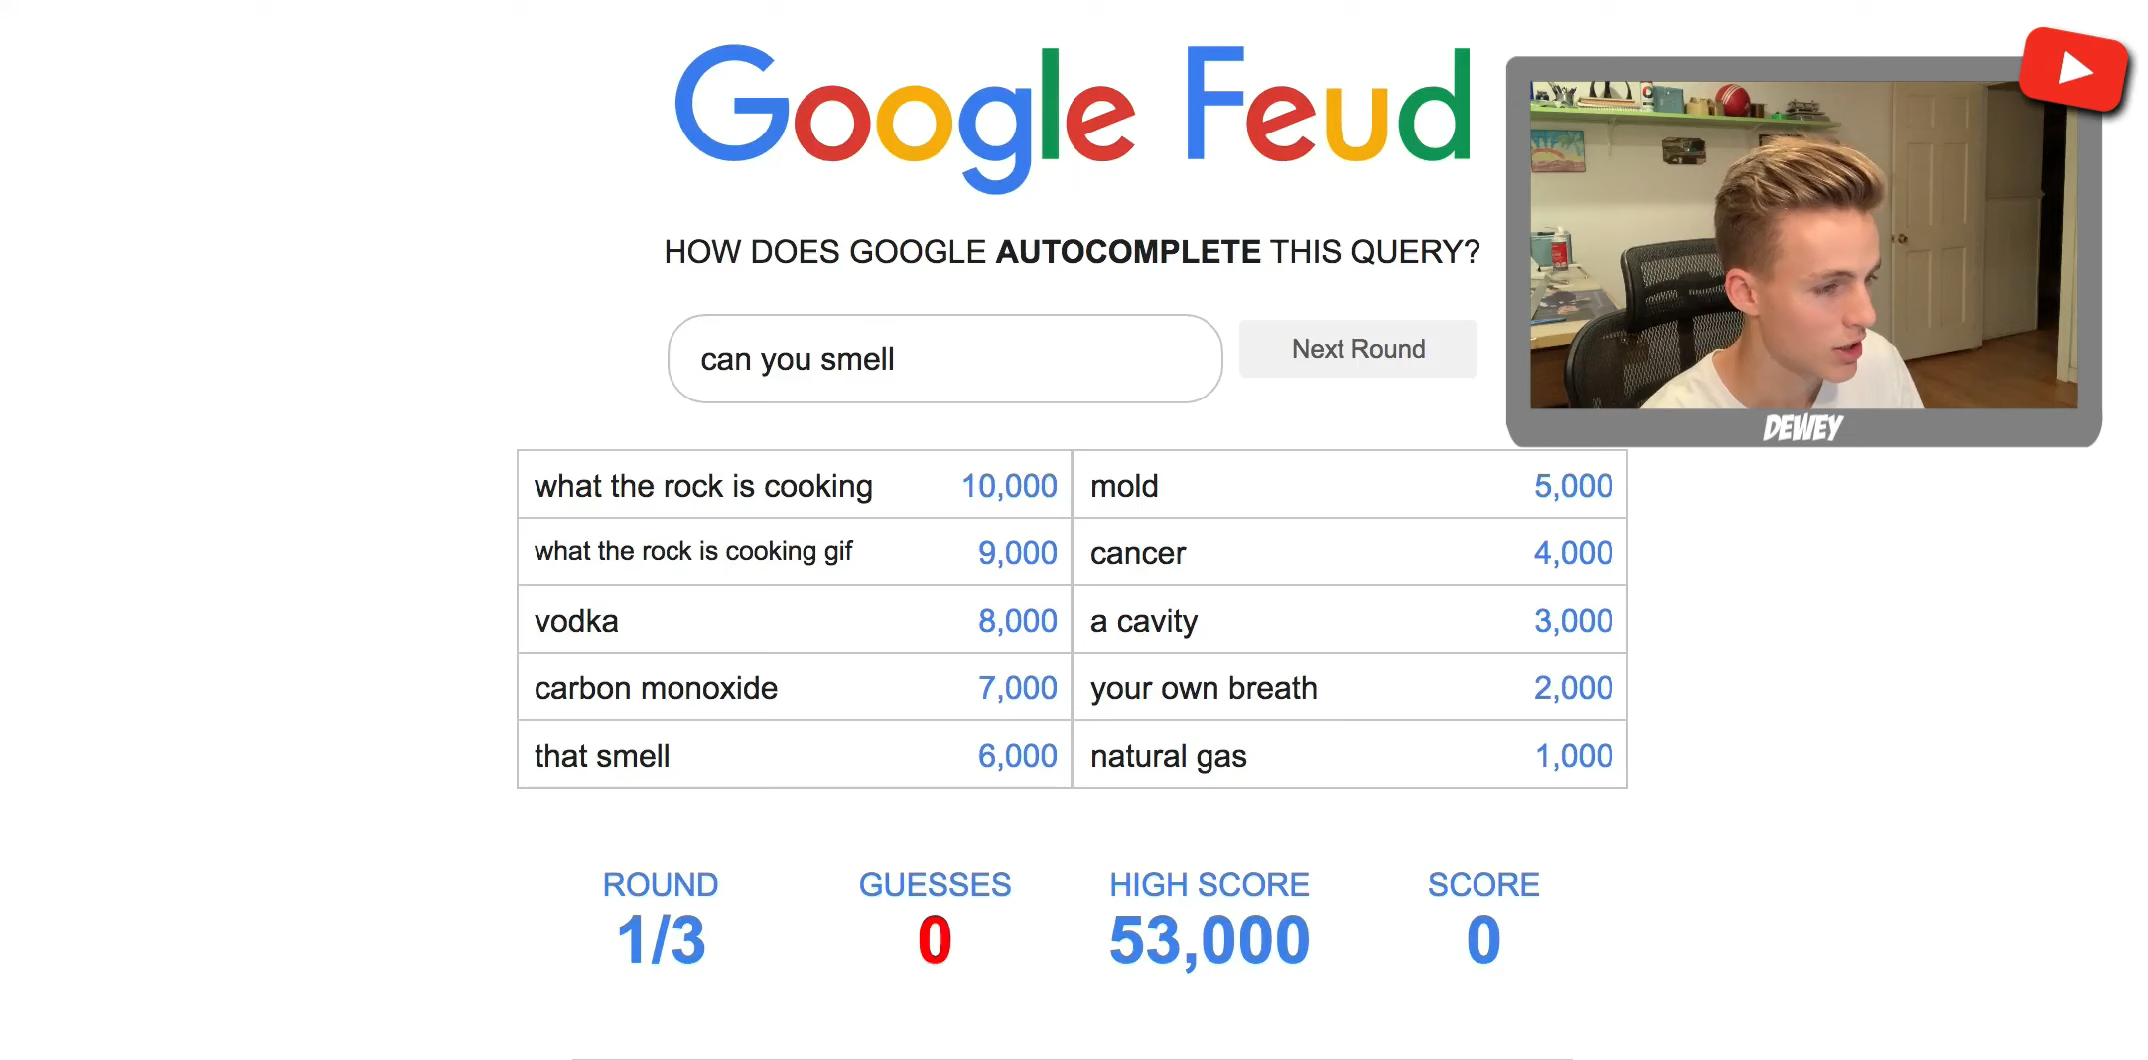 Google Feud
HOW DOES GOOGLE AUTOCOMPLETE THIS QUERY?
can you smell
Next Round
DEWEY
what the rock is cooking 10,000 mold 5,000
what the rock is cooking gif 9,000 cancer 4,000
vodka 8,000 a cavity 3,000
carbon monoxide 7,000 your own breath 2,000
that smell 6,000 natural gas 1,000
ROUND GUESSES HIGH SCORE SCORE
1/3 0 53,000 0